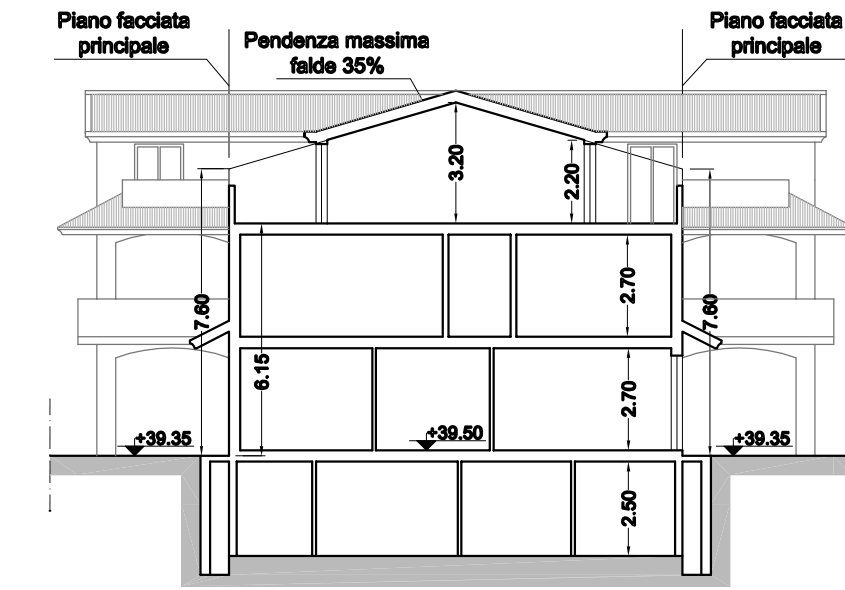 Piano facciata
principale
Pendenza massima
falde 35%
Piano facciata
principale
3.20
2.20
7.60
2.70
7.60
6.15
2.70
+39.35
+39.50
+39.35
2.50